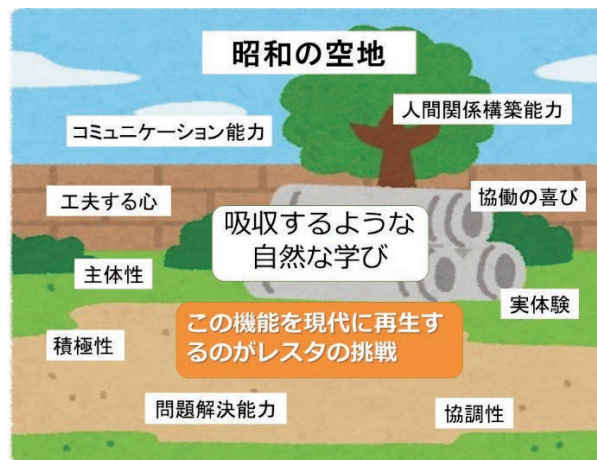 昭和の空地
人間関係構築能力
コミュニケーション能力
工夫する心
協働の喜び
吸収するような
自然な学び
主体性
実体験
この機能を現代に再生す
るのがレスタの挑戦
積極性
問題解決能力
協調性